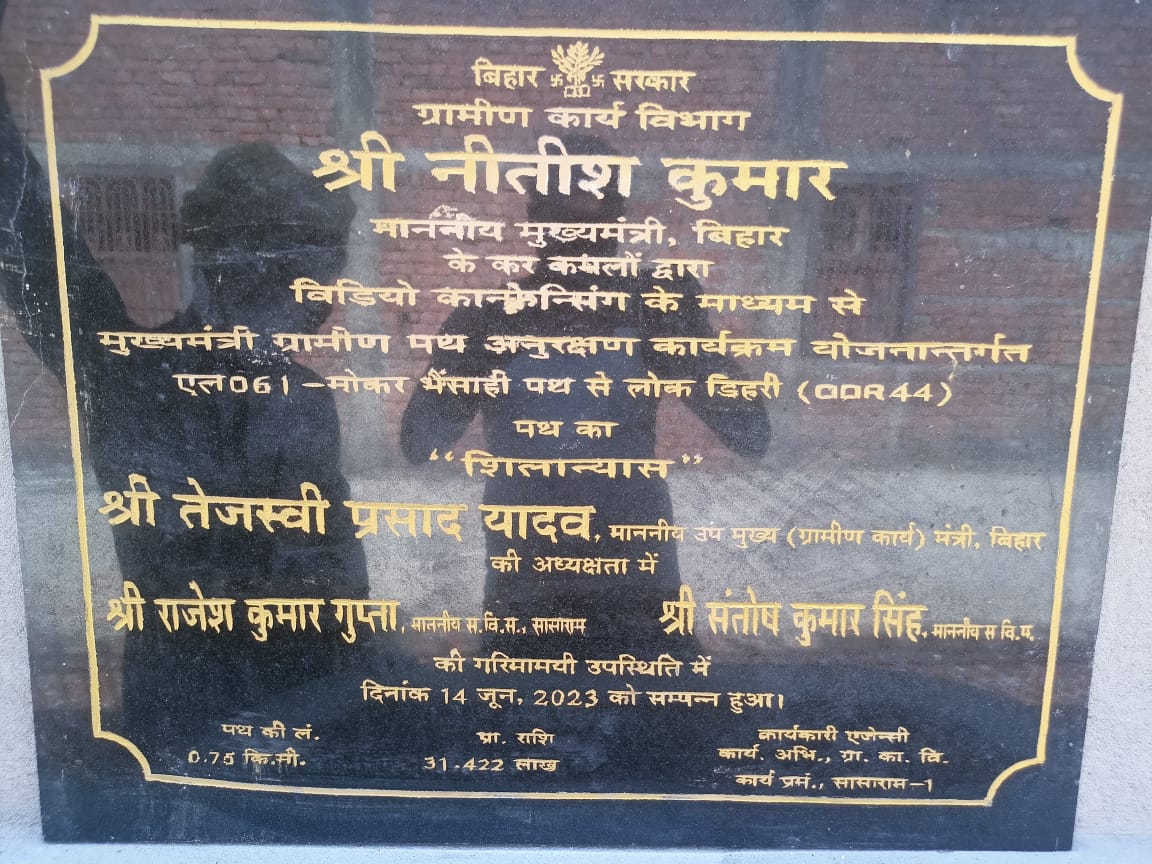 बिहार सरकार
ग्रामीण कार्य विभाग
श्री नीतीश कुमार
माननीय मुख्यमंत्री, बिहार
के कर कमलों द्वारा
विडियो कान्फ्रेन्सिंग के माध्यम से
मुख्यमंत्री ग्रामीण पथ अनुरक्षण कार्यक्रम योजनान्तर्गत
एल061-मोकर भैंसाही पथ से लोक डिहरी (ODR44)
पथ का
“शिलान्यास”
श्री तेजस्वी प्रसाद यादव, माननीय उप मुख्य (ग्रामीण कार्य) मंत्री, बिहार
की अध्यक्षता में
श्री राजेश कुमार गुप्ता, माननीय स.वि.स., सासाराम श्री संतोष कुमार सिंह, माननीय स वि.प.
की गरिमामयी उपस्थिति में
दिनांक 14 जून, 2023 को सम्पन्न हुआ।
पथ की लं. प्रा. राशि कार्यकारी एजेन्सी
0.75 कि.मी. 31.422 लाख कार्य. अभि., ग्रा. का. वि.
कार्य प्रमं., सासाराम-1